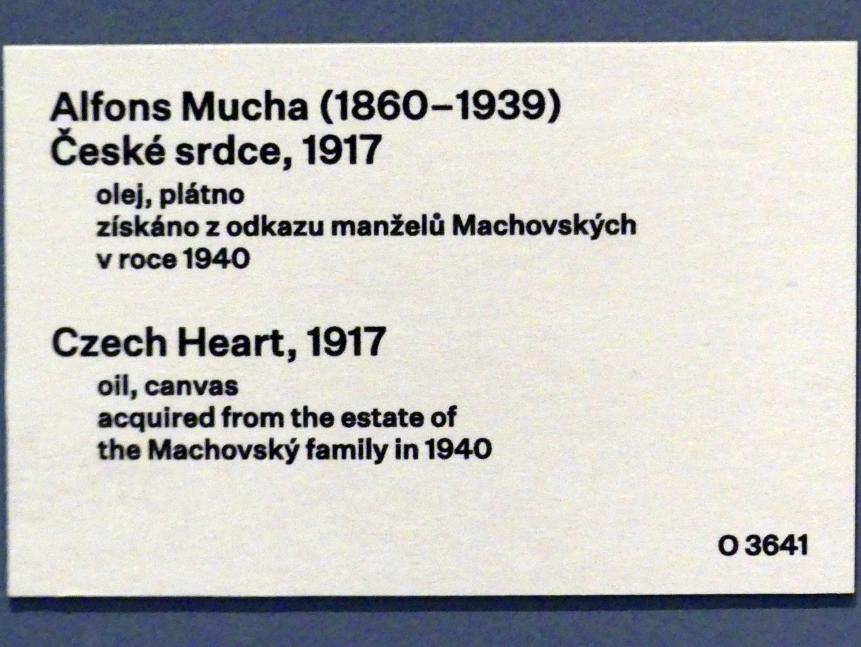 Alfons Mucha (1860–1939)
České srdce, 1917
olej, plátno
získáno z odkazu manželů Machovských
v roce 1940
Czech Heart, 1917
oil, canvas
acquired from the estate of
the Machovský family in 1940
O 3641